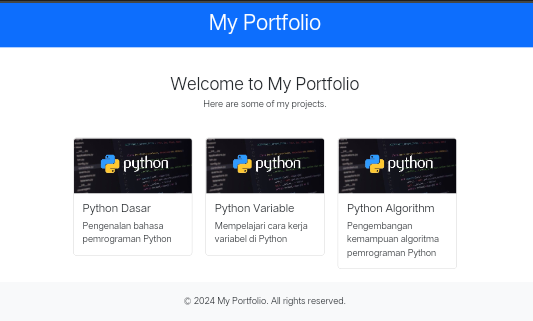 My Portfolio
Welcome to My Portfolio
Here are some of my projects.
python
python
python
Python Dasar
Pengenalan bahasa
pemrograman Python
Python Variable
Mempelajari cara kerja
variabel di Python
Python Algorithm
Pengembangan
kemampuan algoritma
pemrograman Python
© 2024 My Portfolio. All rights reserved.